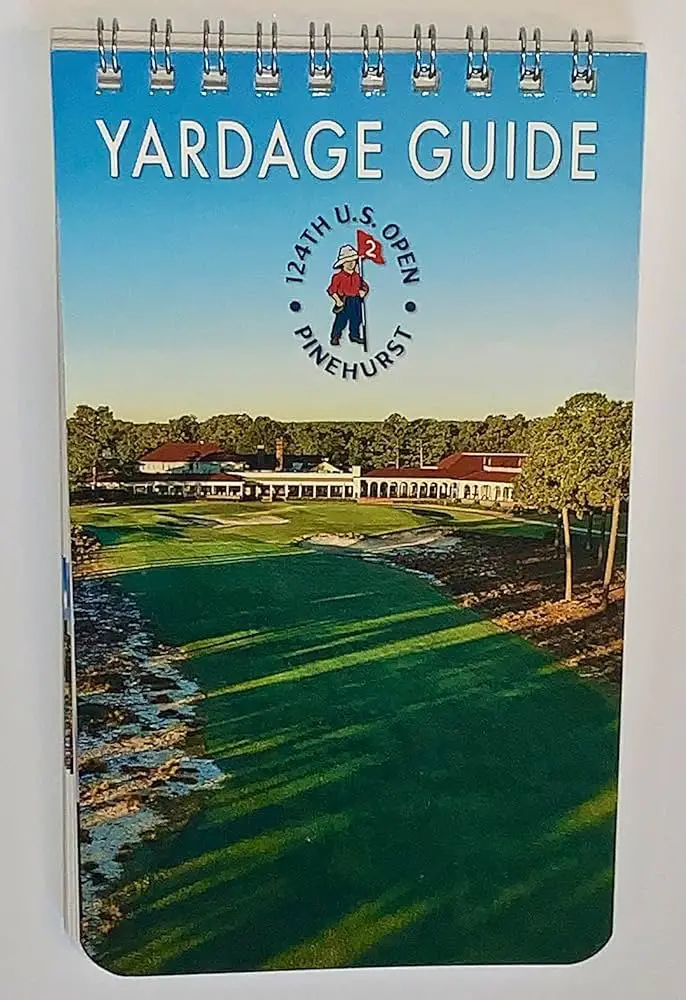 YARDAGE GUIDE
124TH U.S. OPEN
2
PINEHURST